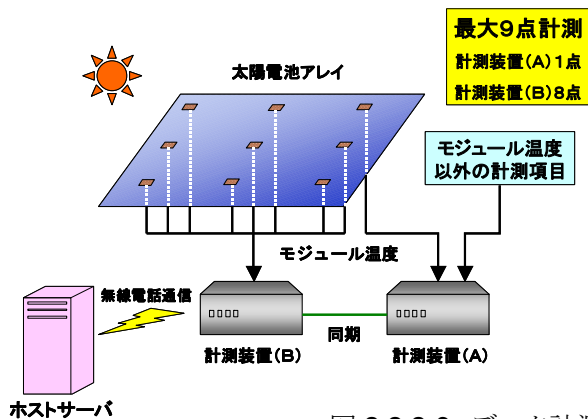 最大9点計測
計測装置(A)1点
計測装置(B)8点
太陽電池アレイ
モジュール温度
以外の計測項目
モジュール温度
無線電話通信
同期
計測装置(B)
計測装置(A)
ホストサーバ